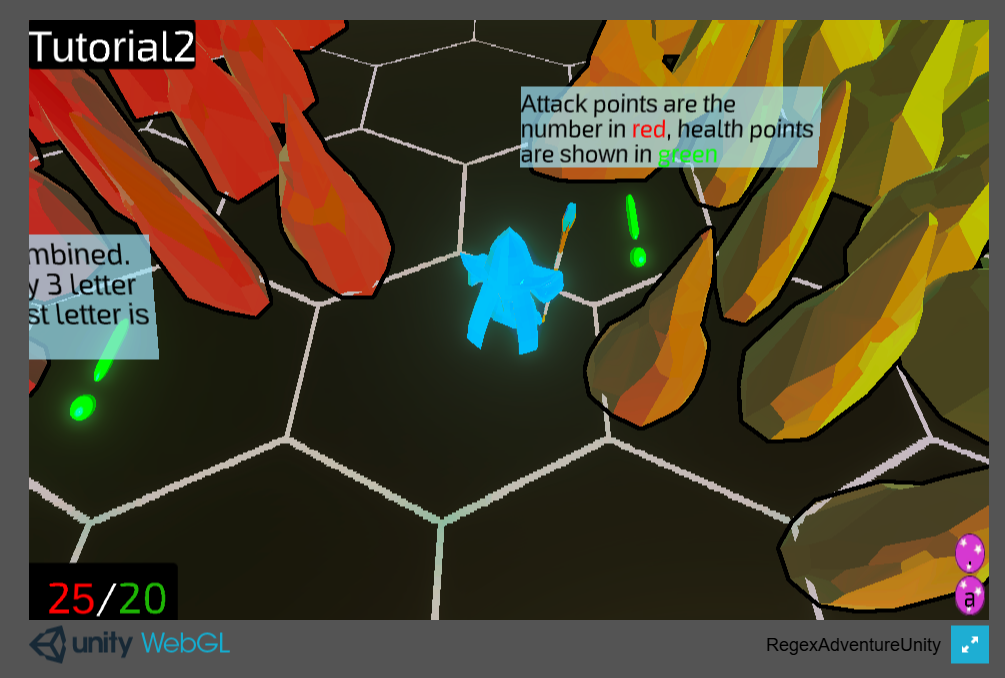 Tutorial2
Attack points are the
number in red, health points
are shown in green
mbined.
y 3 letter
st letter is
25/20
.
a
unity WebGL
RegexAdventureUnity